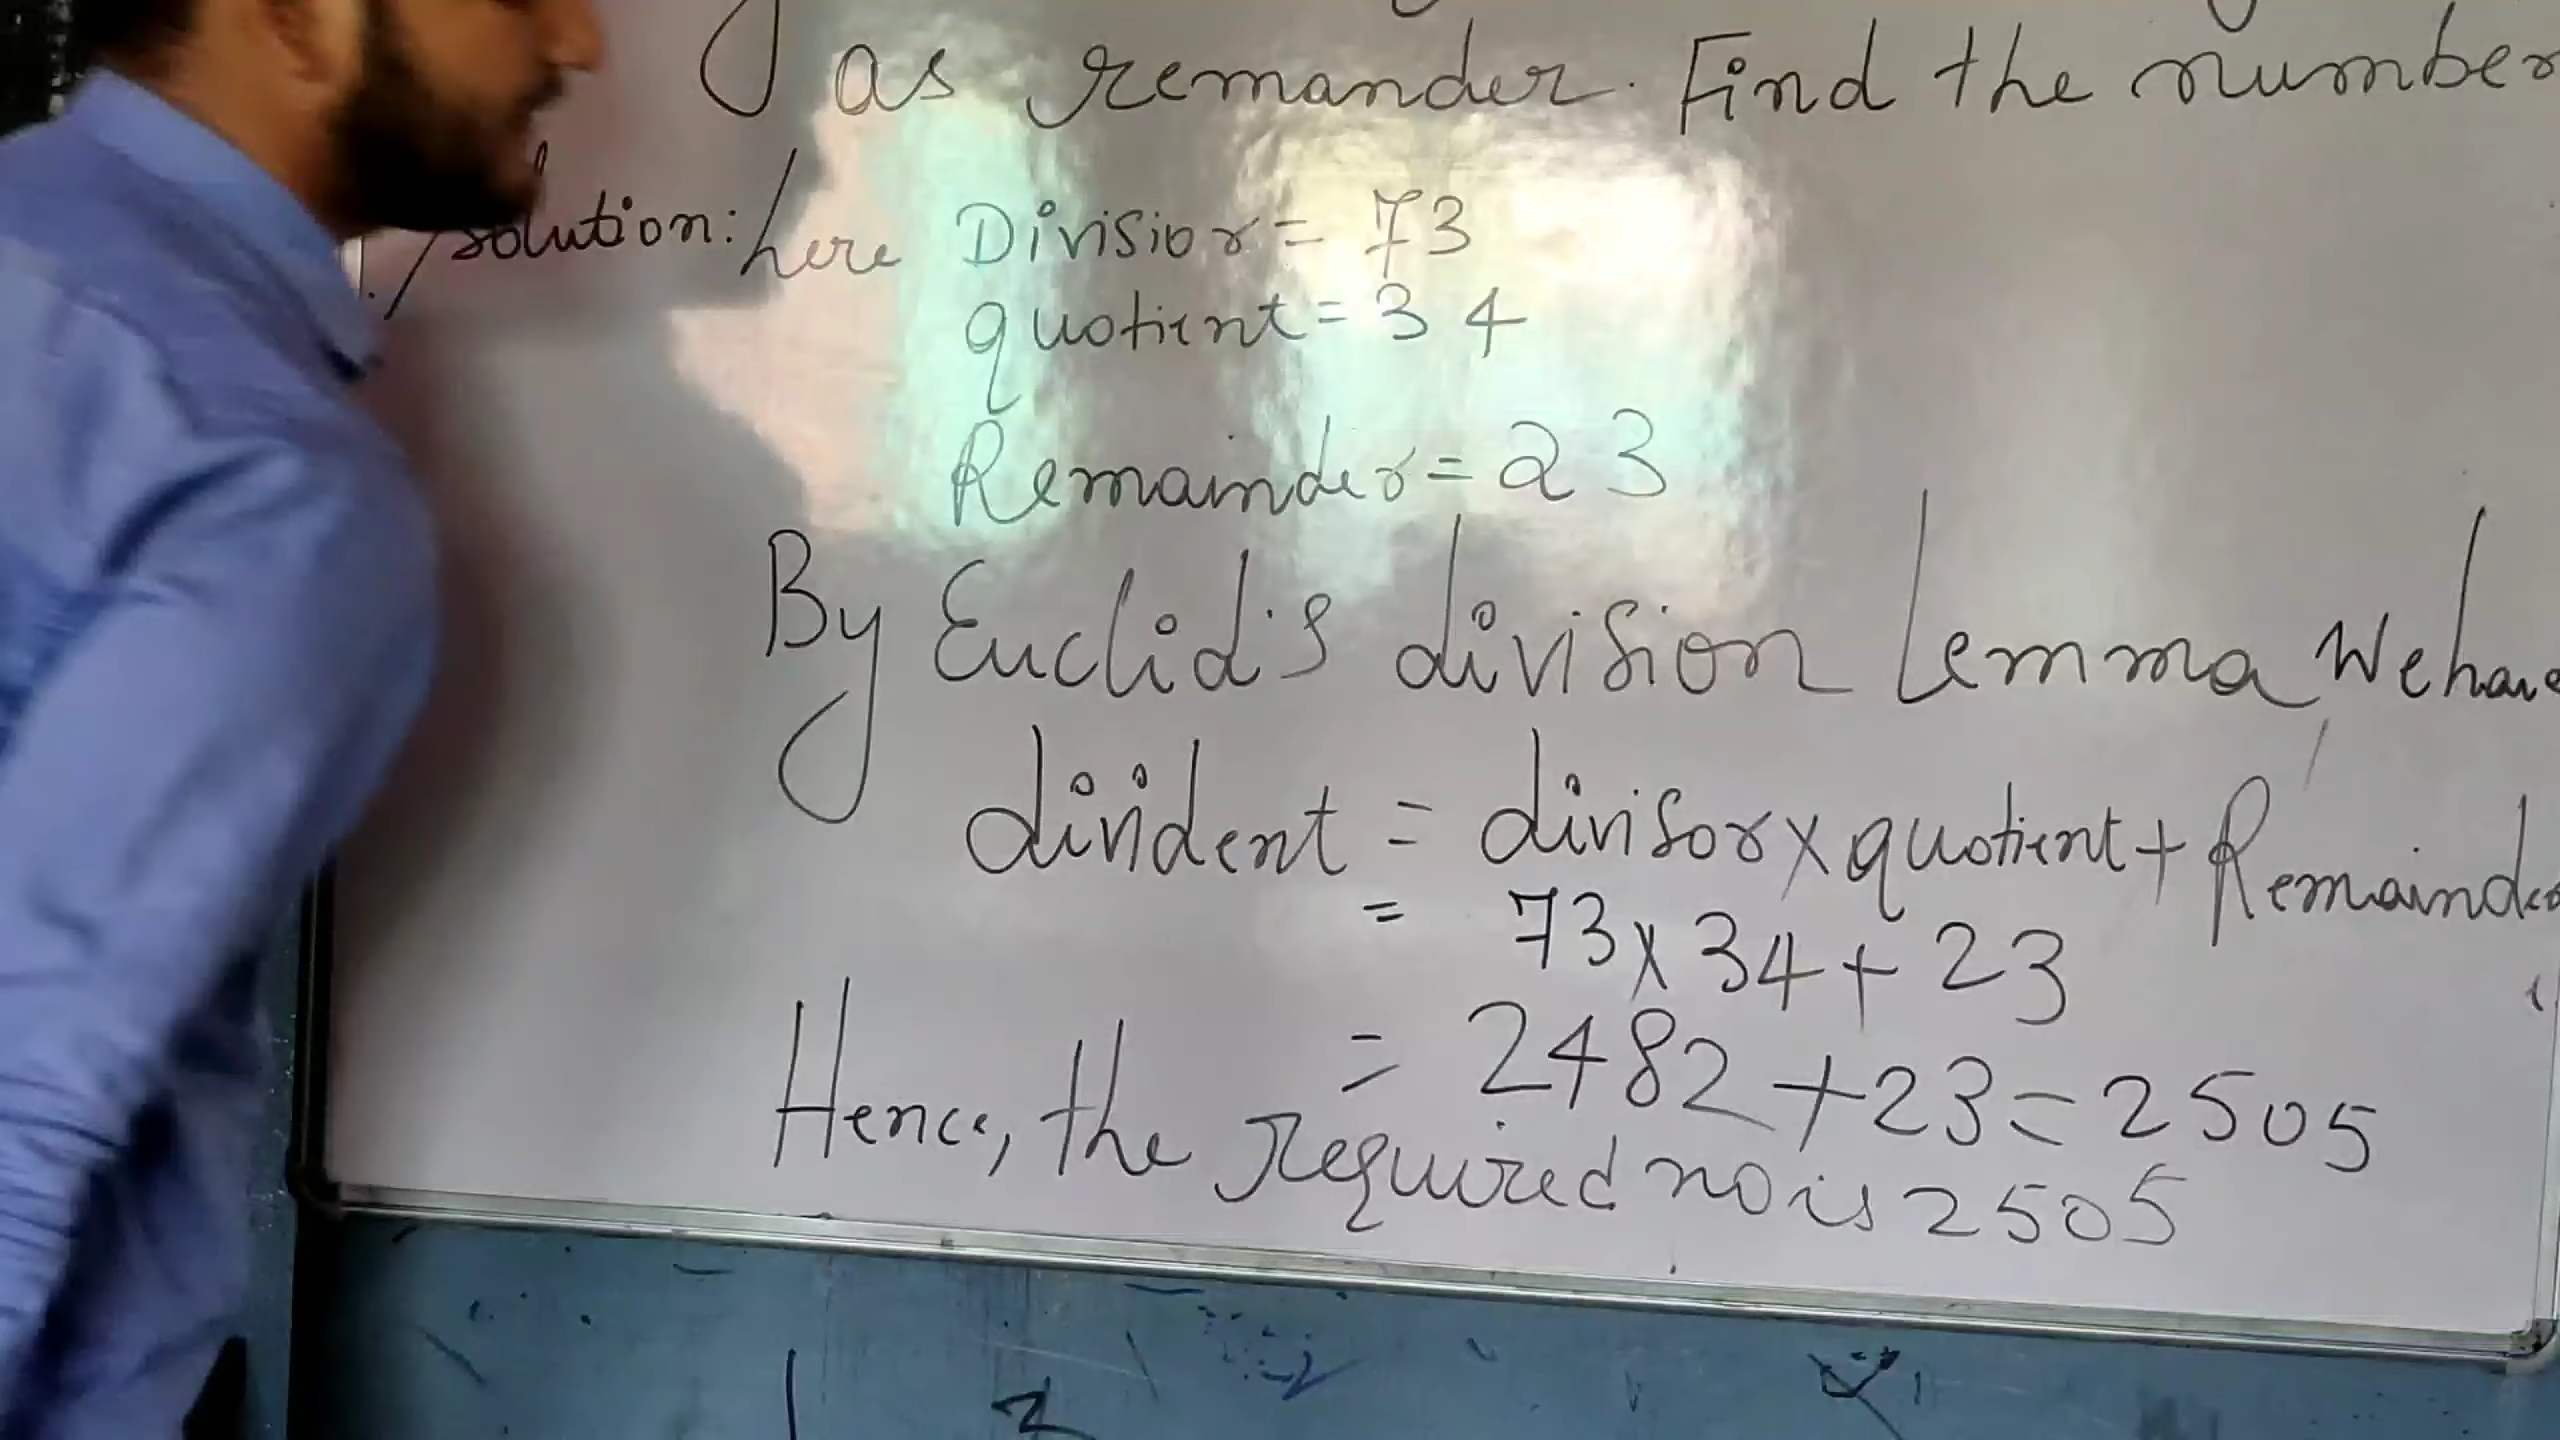 as remander. Find the number
solution: here Divisior = 73
quotient = 34
Remainder = 23
By Euclid's division Lemma, We have
divident = divisor x quotient + Remainder
= 73 x 34 + 23
= 2482 + 23 = 2505
Hence, the required no is 2505